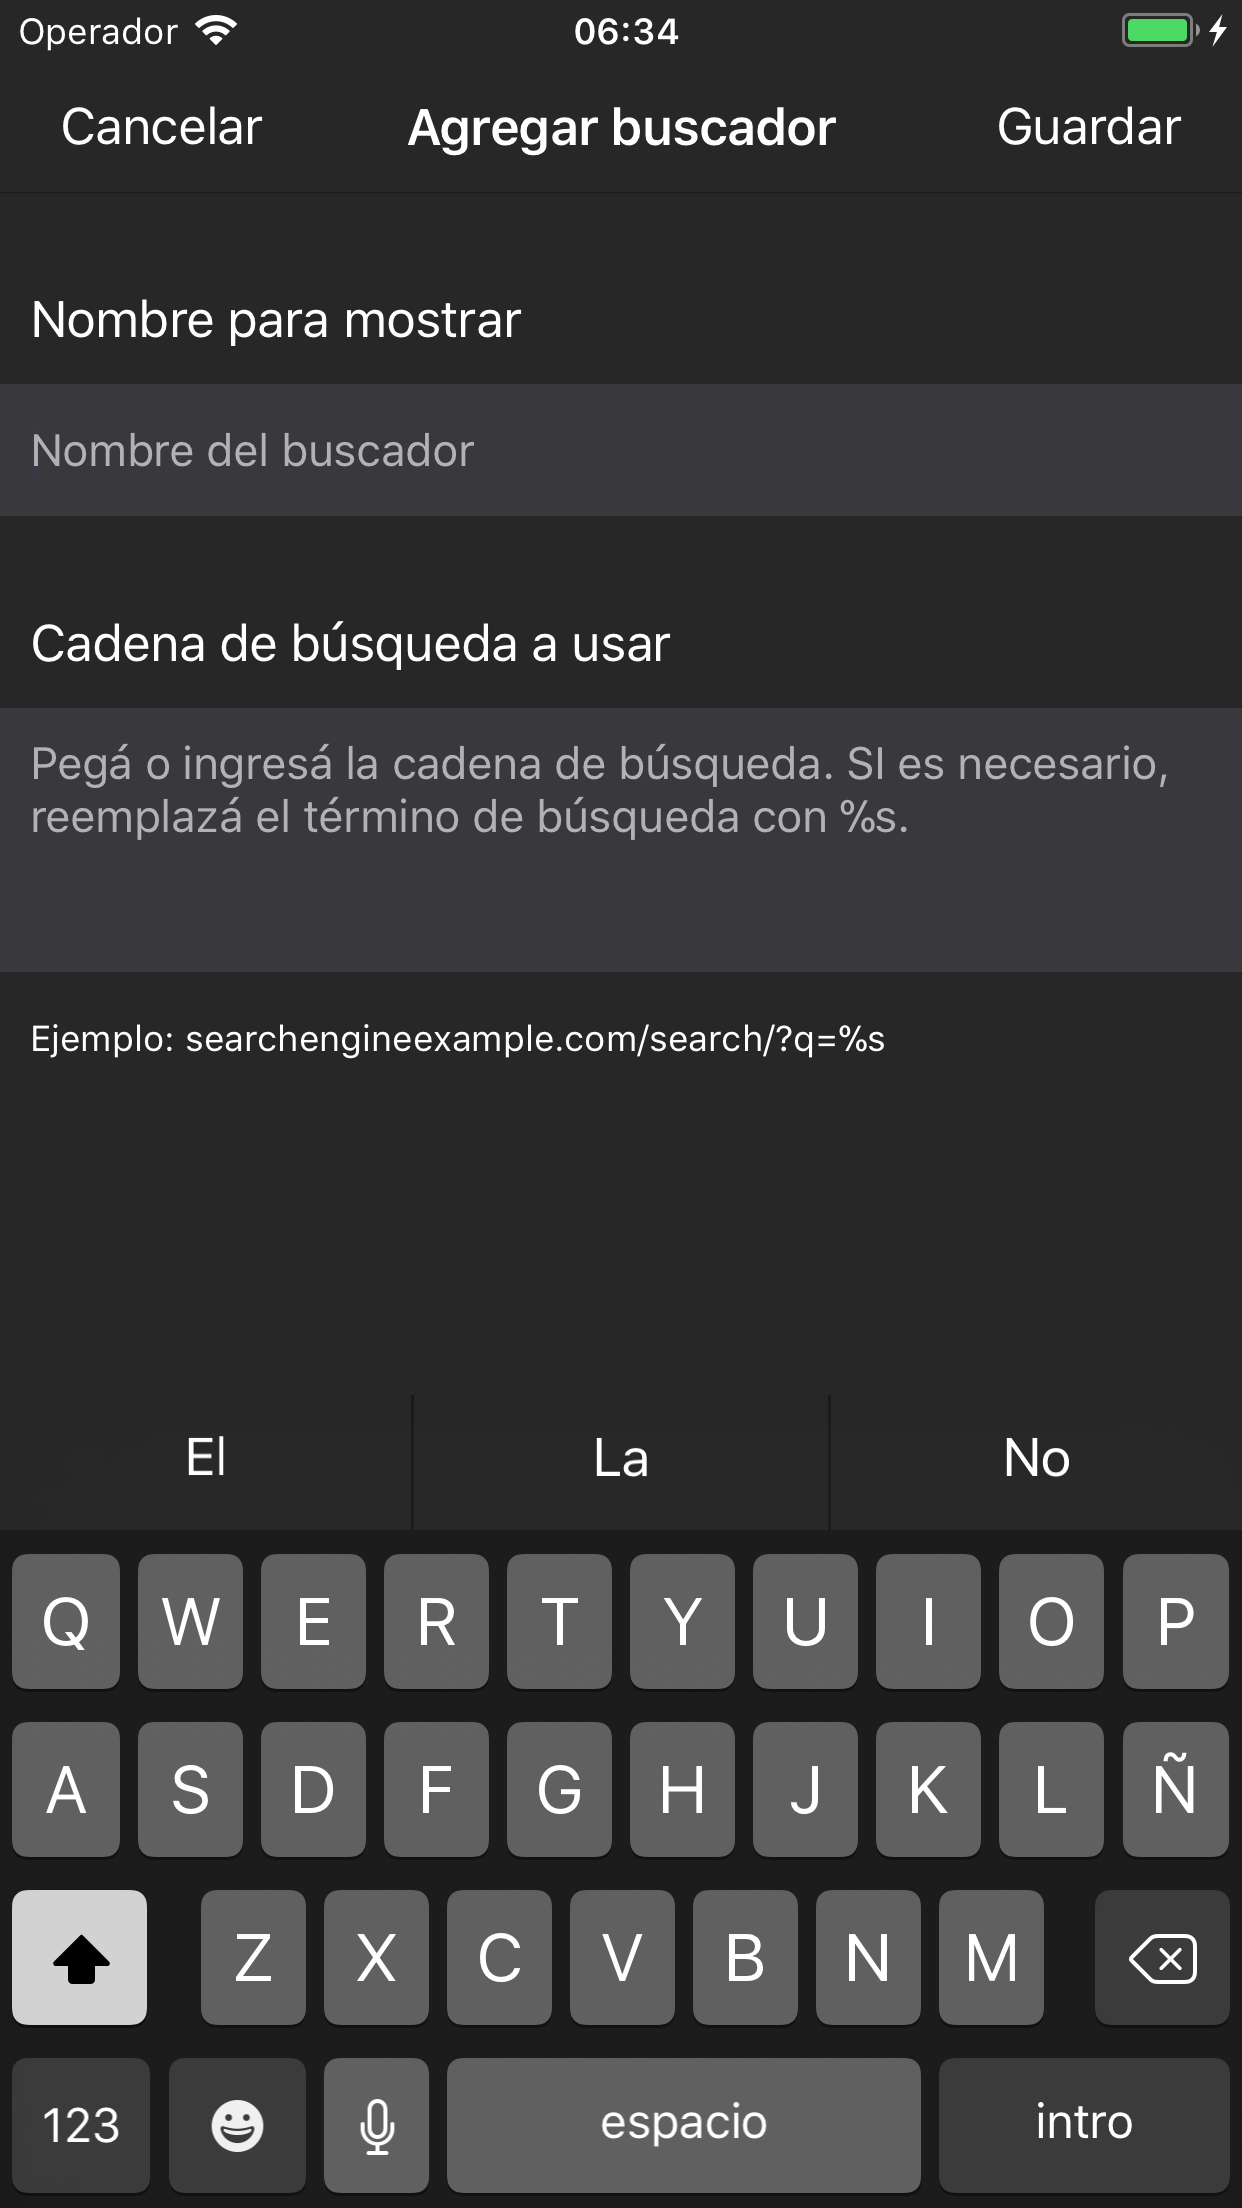 Operador 06:34
Cancelar Agregar buscador Guardar
Nombre para mostrar
Nombre del buscador
Cadena de búsqueda a usar
Pegá o ingresá la cadena de búsqueda. SI es necesario,
reemplazá el término de búsqueda con %s.
Ejemplo: searchengineexample.com/search/?q=%s
El La No
Q W E R T Y U I O P
A S D F G H J K L Ñ
Z X C V B N M
123 espacio intro